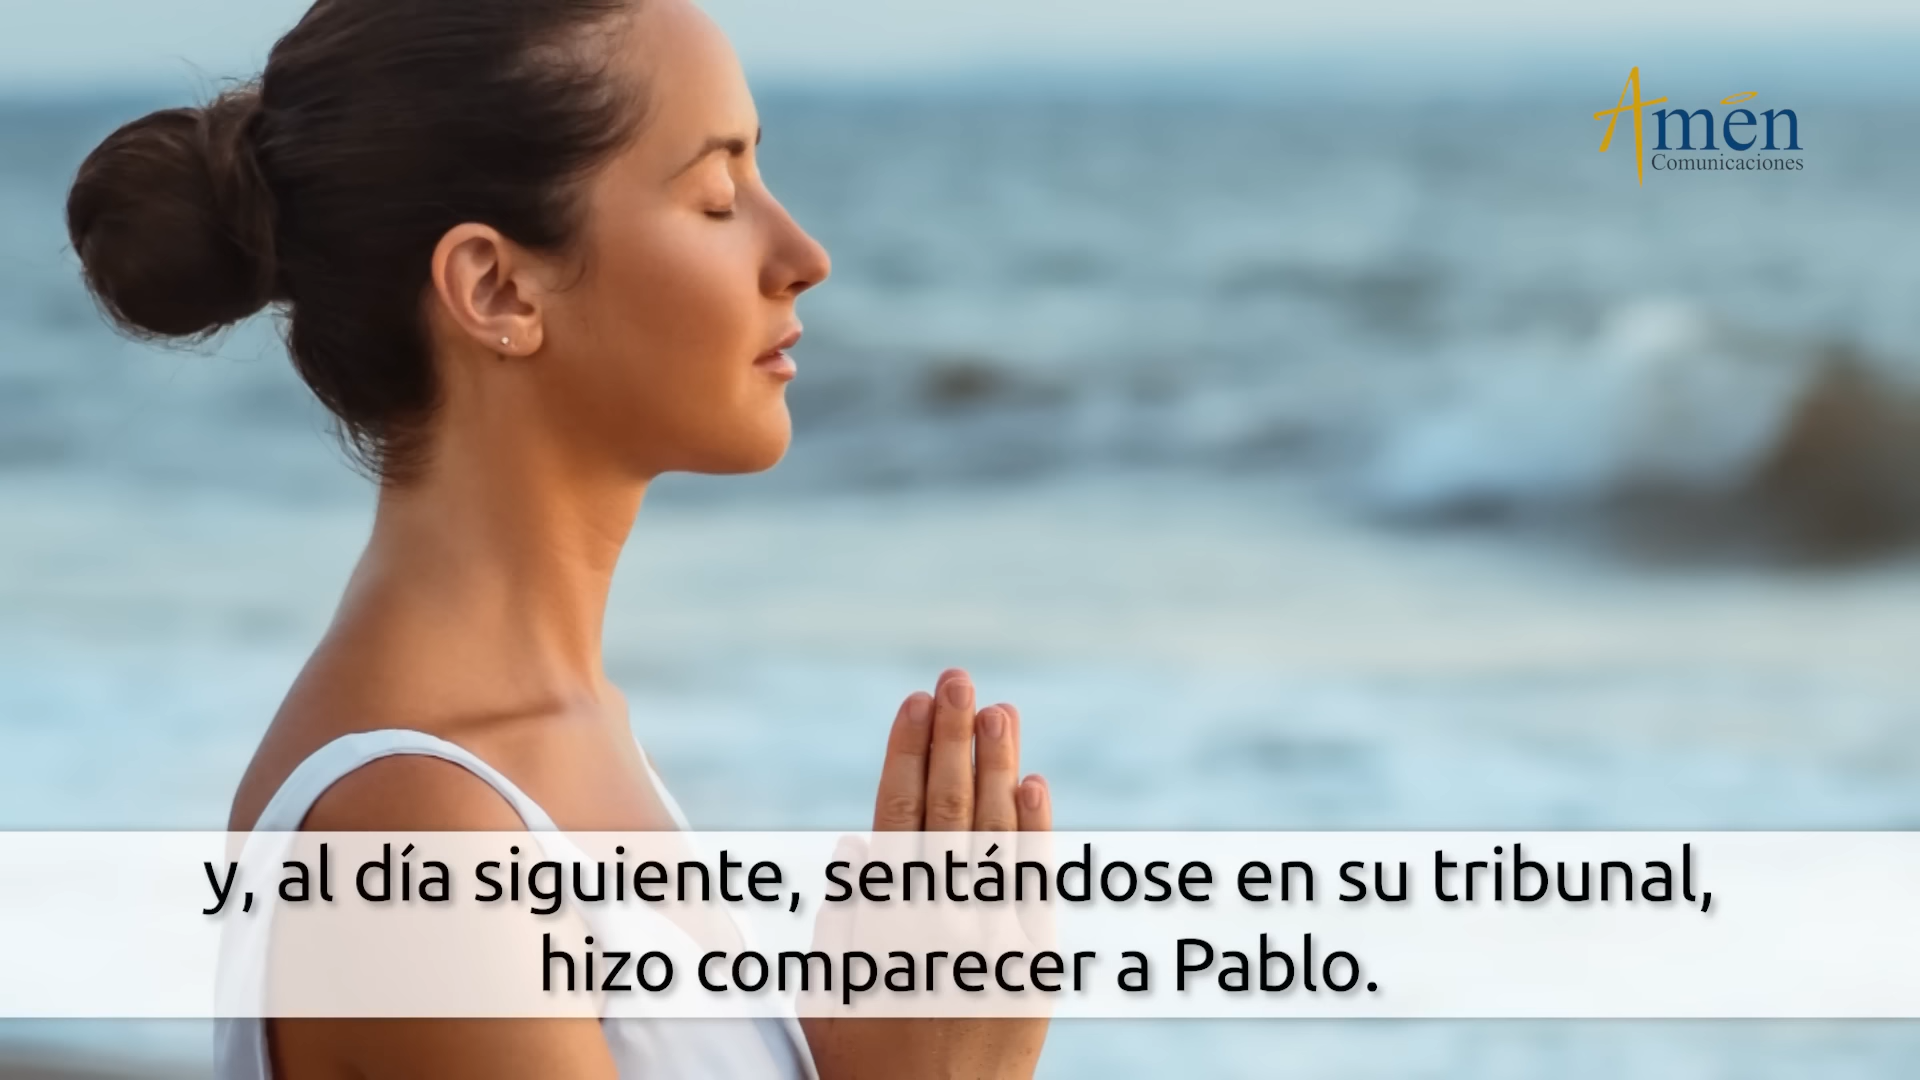 Amén
Comunicaciones
y, al día siguiente, sentándose en su tribunal,
hizo comparecer a Pablo.